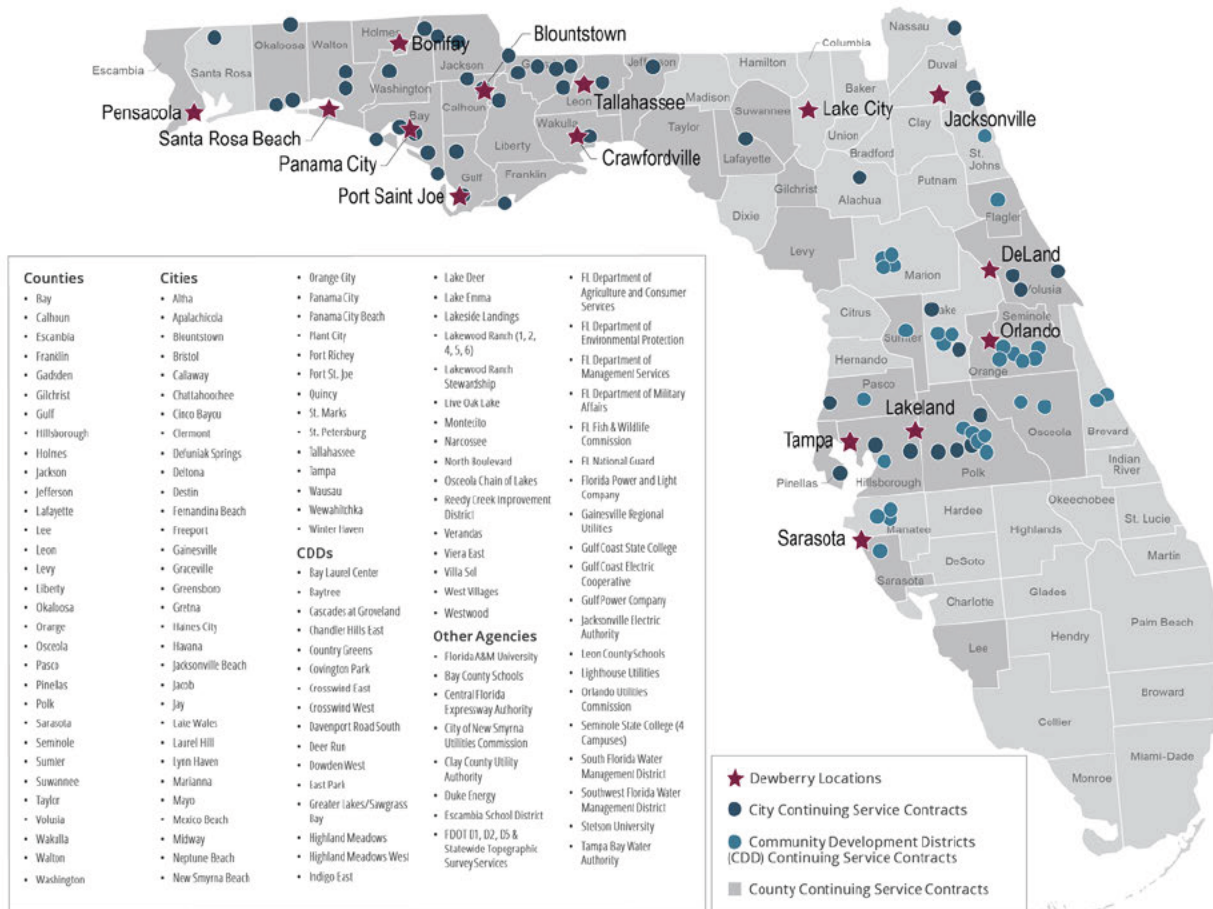 Nassau
Blountstown
Holmes
Columbia
Bonifay
Okaloosa
Walton
Hamilton
Duval
Escambia
Santa Rosa
Jackson
Washington
Baker
Madison
Suwannee
Calhoun
Leon
Tallahassee
Lake City
Jacksonville
Pensacola
Bay
Santa Rosa Beach
Wakulla
Taylor
Union
Clay
Liberty
Lafayette
Bradford
St.
Johns
Panama City
Crawfordville
Franklin
Gulf
Gilchrist
Alachua
Putnam
Port Saint Joe
Dixie
Flagler
Levy
Marion
DeLand
Volusia
Citrus
Sumter
Lake
Seminole
Orlando
Hernando
Orange
Pasco
Lakeland
Osceola
Brevard
Tampa
Polk
Indian
River
Pinellas
Hillsborough
Okeechobee
Hardee
St. Lucie
Manatee
Highlands
Sarasota
DeSoto
Martin
Sarasota
Charlotte
Glades
Palm Beach
Lee
Hendry
Broward
Collier
Miami-Dade
Monroe
Counties
• Bay
• Calhoun
• Escambia
• Franklin
• Gadsden
• Gilchrist
• Gulf
• Hillsborough
• Holmes
• Jackson
• Jefferson
• Lafayette
• Lee
• Leon
• Levy
• Liberty
• Okaloosa
• Orange
• Osceola
• Pasco
• Pinellas
• Polk
• Sarasota
• Seminole
• Sumter
• Suwannee
• Taylor
• Volusia
• Wakulla
• Walton
• Washington
Cities
• Altha
• Apalachicola
• Blountstown
• Bristol
• Callaway
• Chattahoochee
• Cinco Bayou
• Clermont
• Defuniak Springs
• Deltona
• Destin
• Fernandina Beach
• Freeport
• Gainesville
• Graceville
• Greensboro
• Gretna
• Haines City
• Havana
• Jacksonville Beach
• Jacob
• Jay
• Lake Wales
• Laurel Hill
• Lynn Haven
• Marianna
• Mayo
• Mexico Beach
• Midway
• Neptune Beach
• New Smyrna Beach
• Orange City
• Panama City
• Panama City Beach
• Plant City
• Port Richey
• Port St. Joe
• Quincy
• St. Marks
• St. Petersburg
• Tallahassee
• Tampa
• Wausau
• Wewahitchka
• Winter Haven
CDDs
• Bay Laurel Center
• Baytree
• Cascades at Groveland
• Chandler Hills East
• Country Greens
• Covington Park
• Crosswind East
• Crosswind West
• Davenport Road South
• Deer Run
• Dowden West
• East Park
• Greater Lakes/Sawgrass
Bay
• Highland Meadows
• Highland Meadows West
• Indigo East
• Lake Deer
• Lake Emma
• Lakeside Landings
• Lakewood Ranch (1, 2,
4, 5, 6)
• Lakewood Ranch
Stewardship
• Live Oak Lake
• Montecito
• Narcossee
• North Boulevard
• Osceola Chain of Lakes
• Reedy Creek Improvement
District
• Verandas
• Viera East
• Villa Sol
• West Villages
• Westwood
Other Agencies
• Florida A&M University
• Bay County Schools
• Central Florida
Expressway Authority
• City of New Smyrna
Utilities Commission
• Clay County Utility
Authority
• Duke Energy
• Escambia School District
• FDOT D1, D2, D5 &
Statewide Topographic
Survey Services
• FL Department of
Agriculture and Consumer
Services
• FL Department of
Environmental Protection
• FL Department of
Management Services
• FL Department of Military
Affairs
• FL Fish & Wildlife
Commission
• FL National Guard
• Florida Power and Light
Company
• Gainesville Regional
Utilities
• Gulf Coast State College
• Gulf Coast Electric
Cooperative
• Gulf Power Company
• Jacksonville Electric
Authority
• Leon County Schools
• Lighthouse Utilities
• Orlando Utilities
Commission
• Seminole State College (4
Campuses)
• South Florida Water
Management District
• Southwest Florida Water
Management District
• Stetson University
• Tampa Bay Water
Authority
Dewberry Locations
City Continuing Service Contracts
Community Development Districts
(CDD) Continuing Service Contracts
County Continuing Service Contracts